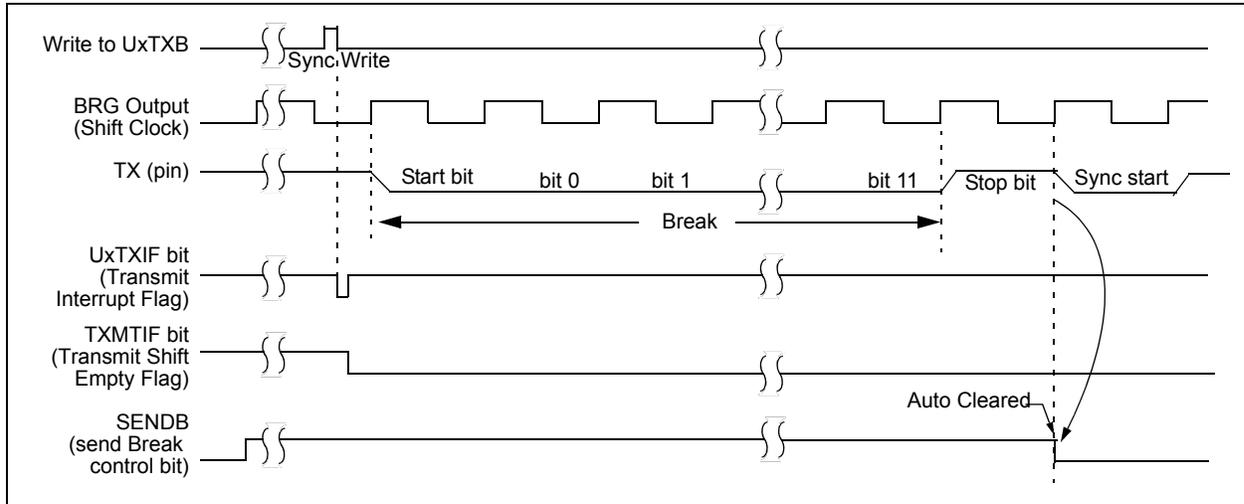 Write to UxTXB
Sync Write
BRG Output
(Shift Clock)
TX (pin)
Start bit
bit 0
bit 1
bit 11
Stop bit
Sync start
Break
UxTXIF bit
(Transmit
Interrupt Flag)
TXMTIF bit
(Transmit Shift
Empty Flag)
Auto Cleared
SENDB
(send Break
control bit)